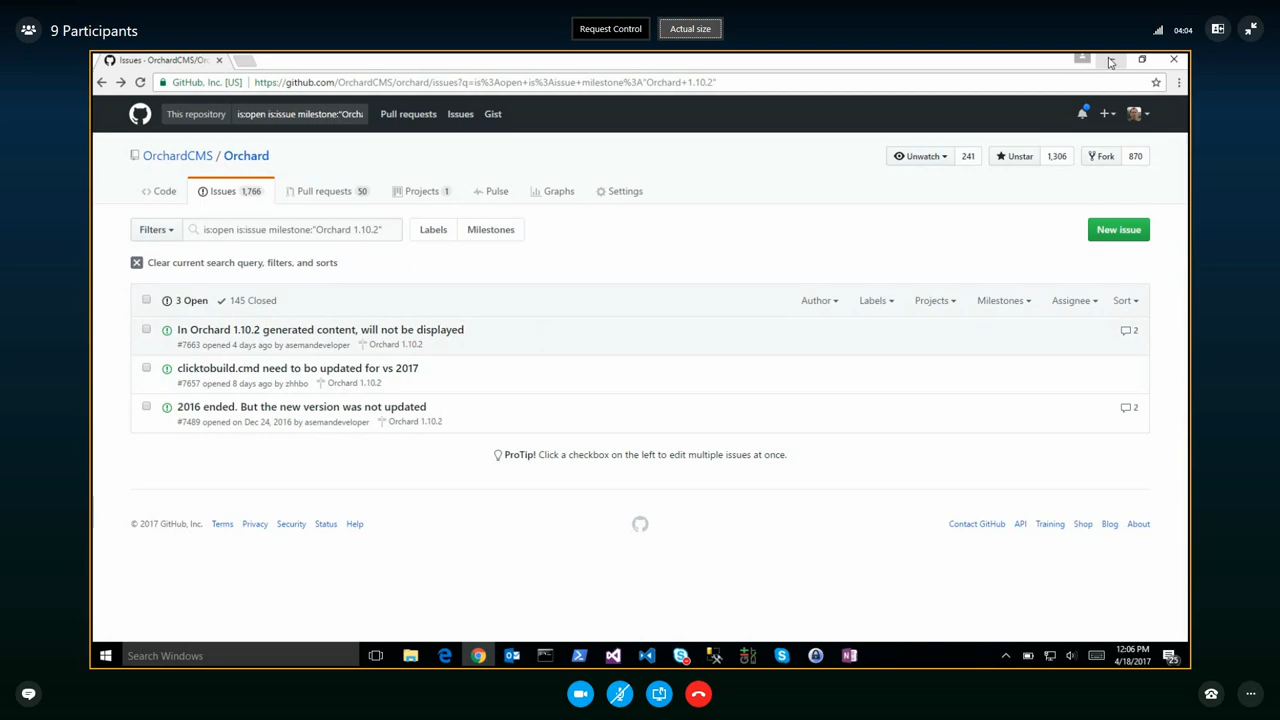 9 Participants
Request Control
Actual size
04:04
Issues · OrchardCMS/Orc
GitHub, Inc. [US]
https://github.com/OrchardCMS/orchard/issues?q=is%3Aopen+is%3Aissue+milestone%3A"Orchard+1.10.2"
This repository
is:open is:issue milestone:"Orcha
Pull requests
Issues
Gist
OrchardCMS / Orchard
Unwatch 241
Unstar 1,306
Fork 870
Code
Issues 1,766
Pull requests 50
Projects 1
Pulse
Graphs
Settings
Filters
is:open is:issue milestone:"Orchard 1.10.2"
Labels
Milestones
New issue
Clear current search query, filters, and sorts
3 Open
145 Closed
Author
Labels
Projects
Milestones
Assignee
Sort
In Orchard 1.10.2 generated content, will not be displayed
2
#7663 opened 4 days ago by asemandeveloper
Orchard 1.10.2
clicktobuild.cmd need to bo updated for vs 2017
#7657 opened 8 days ago by zhhbo
Orchard 1.10.2
2016 ended. But the new version was not updated
2
#7489 opened on Dec 24, 2016 by asemandeveloper
Orchard 1.10.2
ProTip! Click a checkbox on the left to edit multiple issues at once.
© 2017 GitHub, Inc.
Terms
Privacy
Security
Status
Help
Contact GitHub
API
Training
Shop
Blog
About
Search Windows
12:06 PM
4/18/2017
25